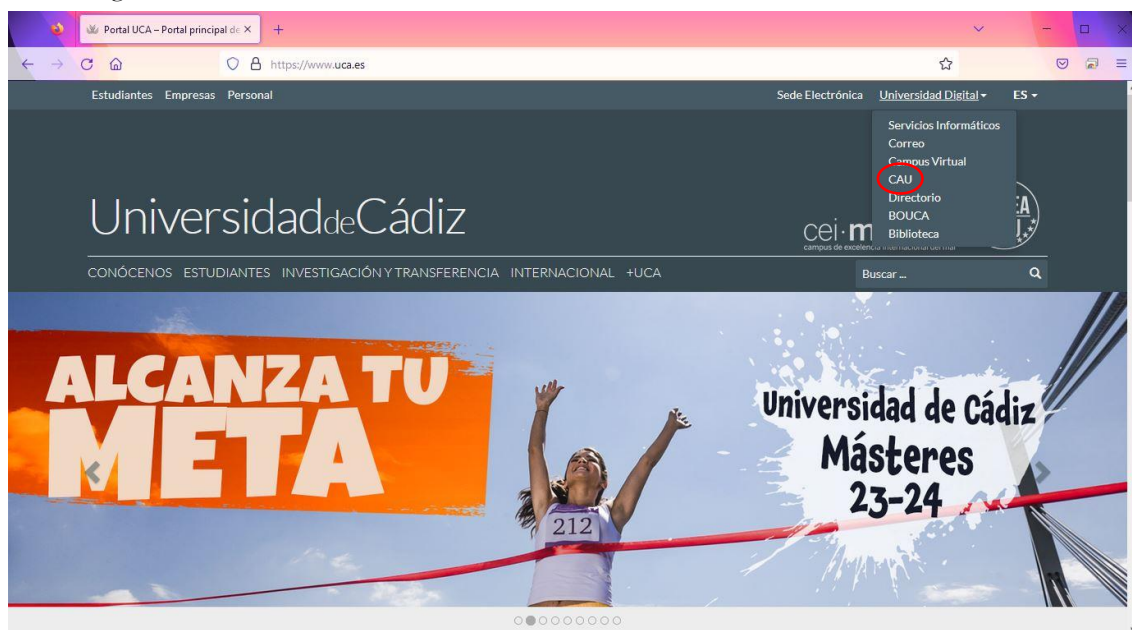 Portal UCA – Portal principal de
https://www.uca.es
Estudiantes Empresas Personal
Sede Electrónica Universidad Digital ES
Servicios Informáticos
Correo
Campus Virtual
CAU
Directorio
BOUCA
Biblioteca
UniversidaddeCádiz
cei·m
campus de excelencia internacional del mar
CONÓCENOS ESTUDIANTES INVESTIGACIÓN Y TRANSFERENCIA INTERNACIONAL +UCA
Buscar ...
ALCANZA TU
META
212
Universidad de Cádiz
Másteres
23-24